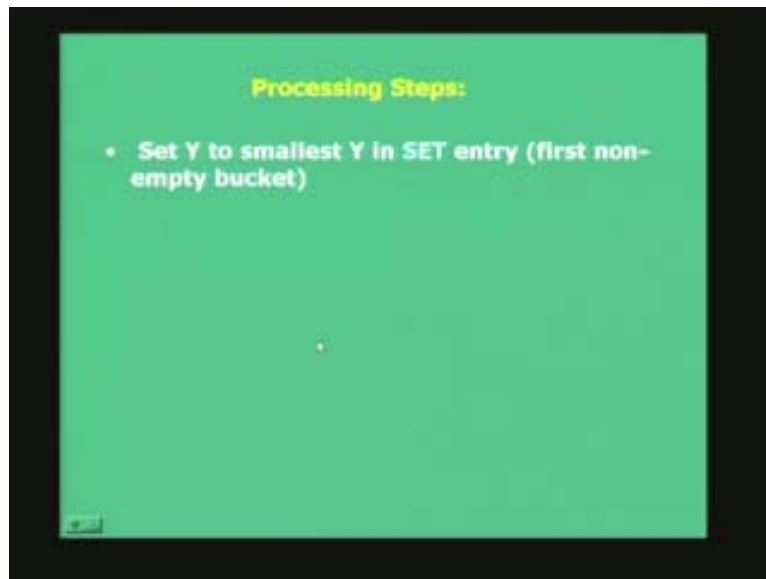 Processing Steps:
• Set Y to smallest Y in SET entry (first non-
empty bucket)